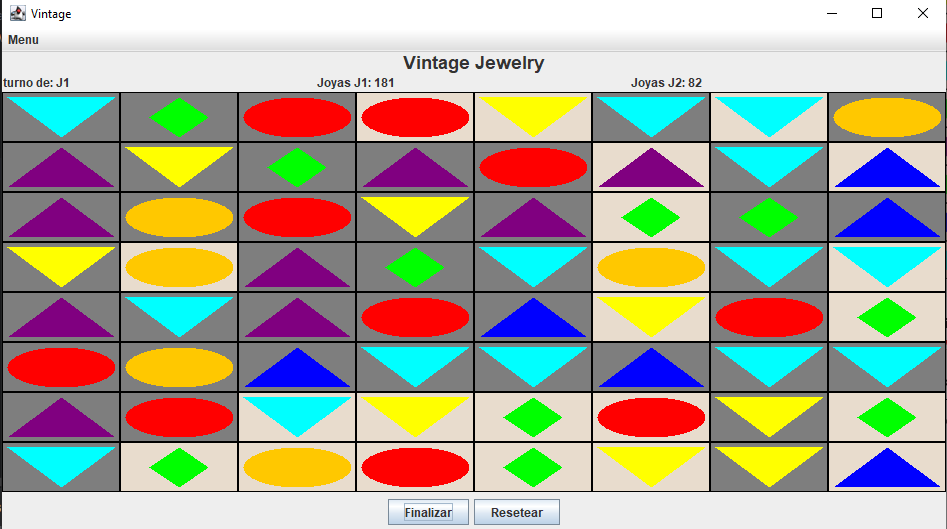 Vintage
Menu
Vintage Jewelry
turno de: J1 Joyas J1: 181 Joyas J2: 82
Finalizar Resetear